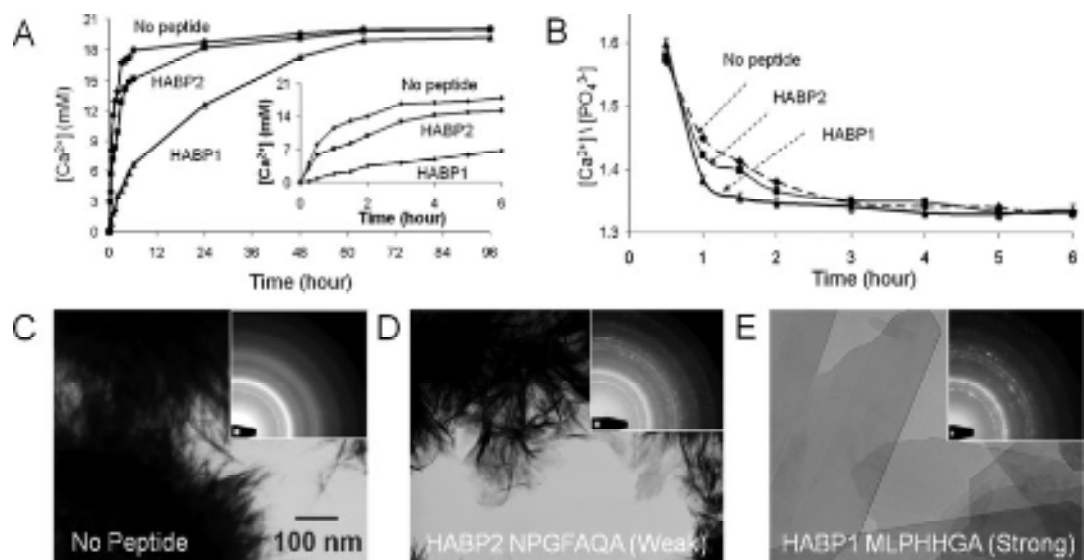 A
21
18
15
12
9
6
3
0
[Ca²⁺] (mM)
No peptide
HABP2
HABP1
0 12 24 36 48 60 72 84 96
Time (hour)
21
14
7
0
[Ca²⁺] (mM)
No peptide
HABP2
HABP1
0 2 4 6
Time (hour)
B
1.6
1.5
1.4
1.3
[Ca²⁺] \ [PO₄³⁻]
No peptide
HABP2
HABP1
0 1 2 3 4 5 6
Time (hour)
C
No Peptide
100 nm
D
HABP2 NPGFAQA (Weak)
E
HABP1 MLPHHGA (Strong)